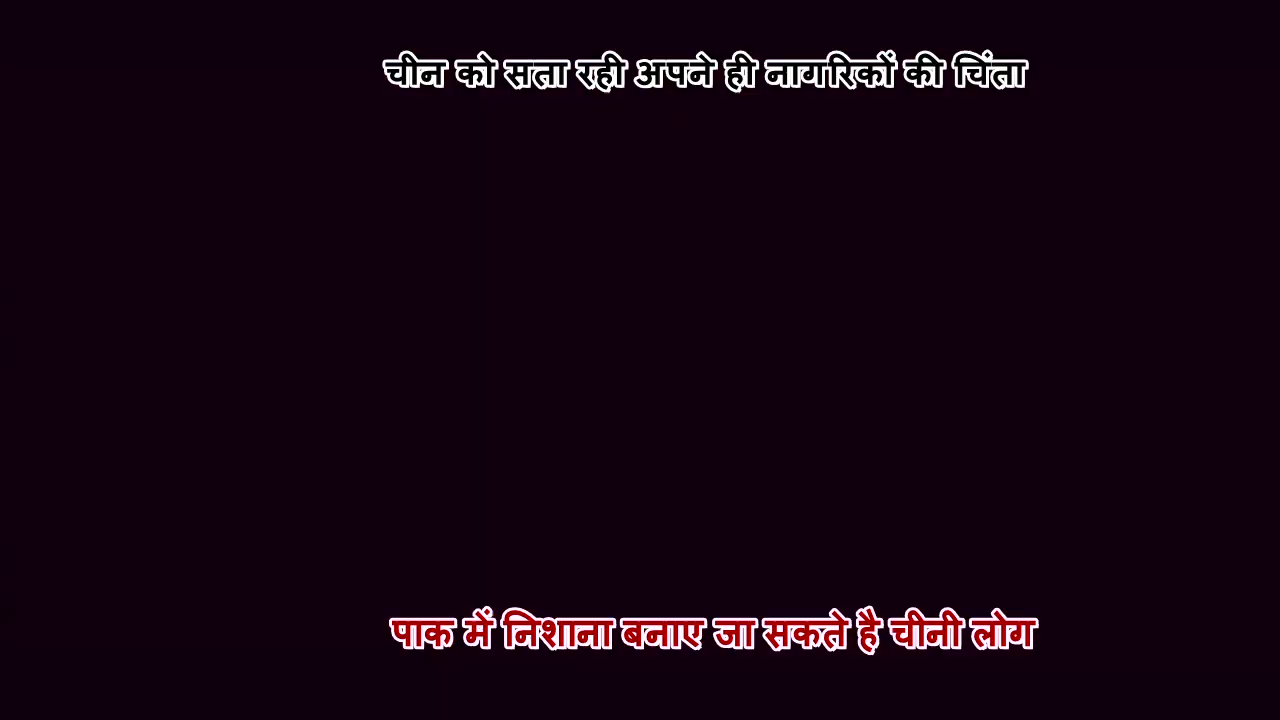 चीन को सता रही अपने ही नागरिकों की चिंता
पाक में निशाना बनाए जा सकते है चीनी लोग